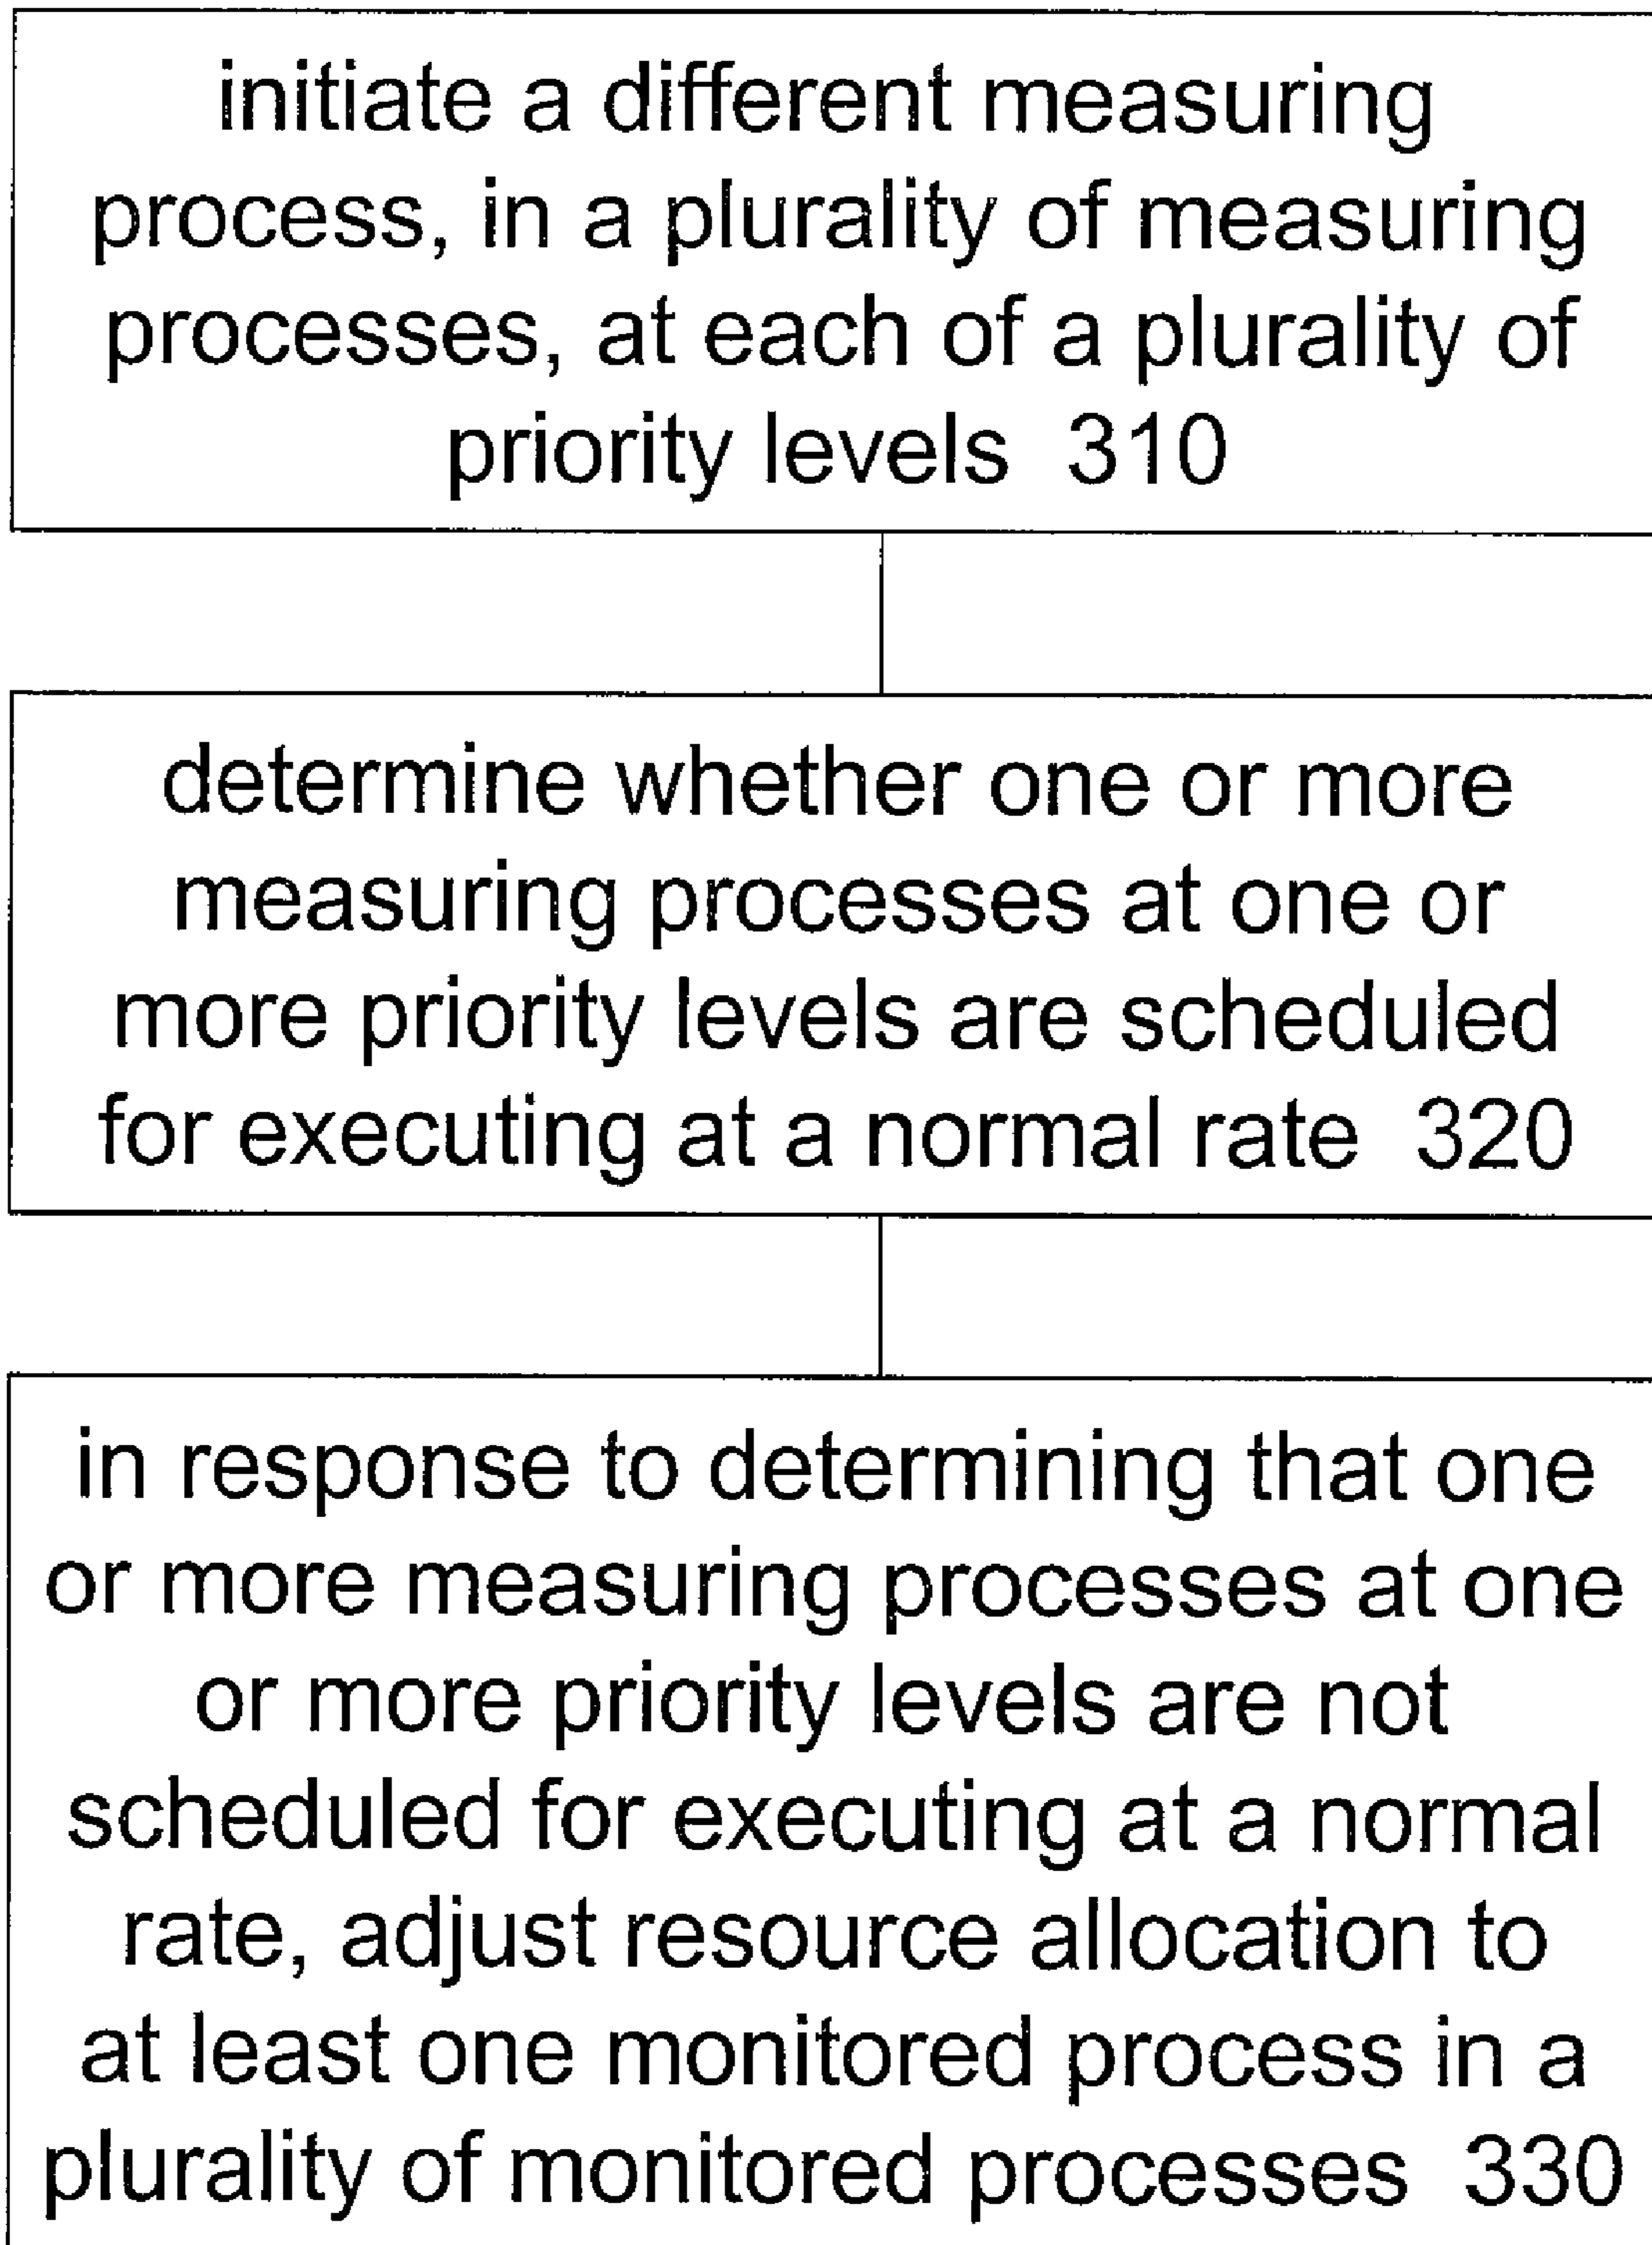 initiate a different measuring
process, in a plurality of measuring
processes, at each of a plurality of
priority levels 310
determine whether one or more
measuring processes at one or
more priority levels are scheduled
for executing at a normal rate 320
in response to determining that one
or more measuring processes at one
or more priority levels are not
scheduled for executing at a normal
rate, adjust resource allocation to
at least one monitored process in a
plurality of monitored processes 330